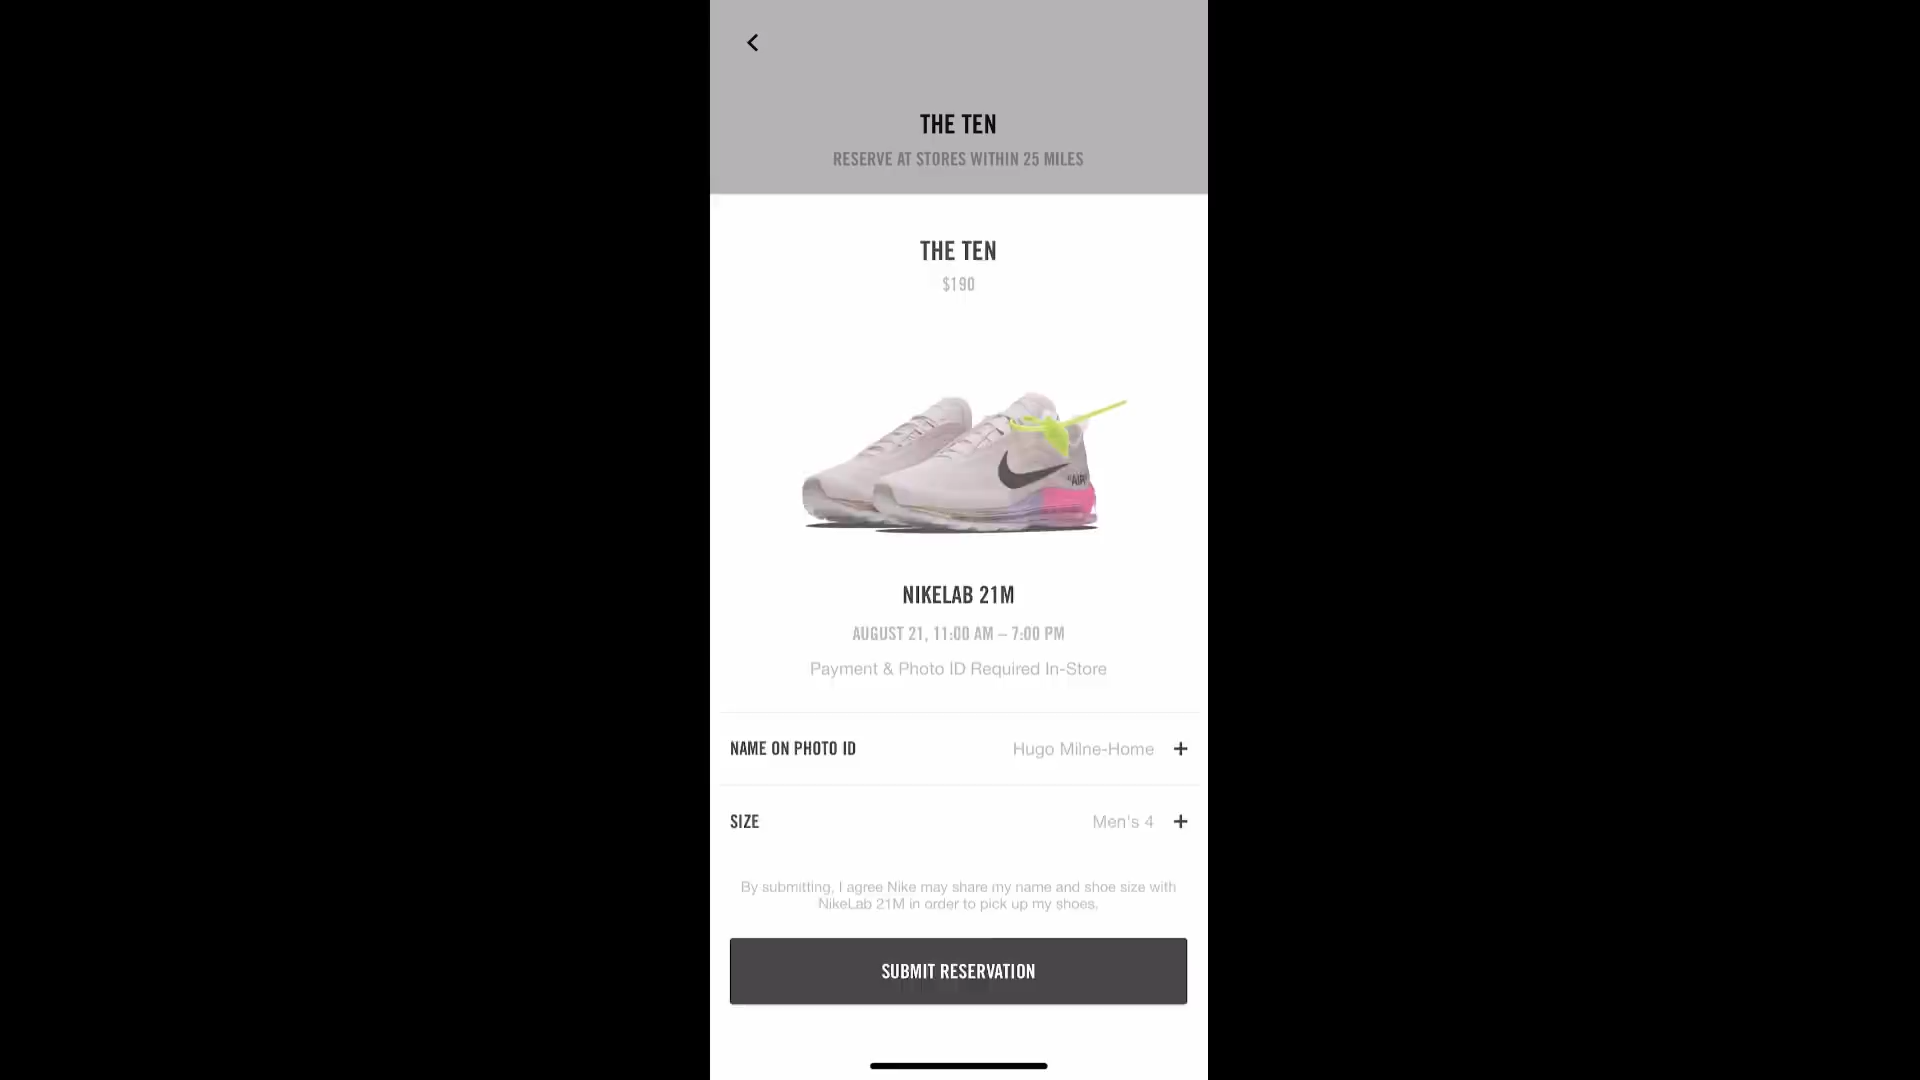 THE TEN
RESERVE AT STORES WITHIN 25 MILES
THE TEN
$190
"AIR"
NIKELAB 21M
AUGUST 21, 11:00 AM – 7:00 PM
Payment & Photo ID Required In-Store
NAME ON PHOTO ID Hugo Milne-Home +
SIZE Men's 4 +
By submitting, I agree Nike may share my name and shoe size with
NikeLab 21M in order to pick up my shoes.
SUBMIT RESERVATION